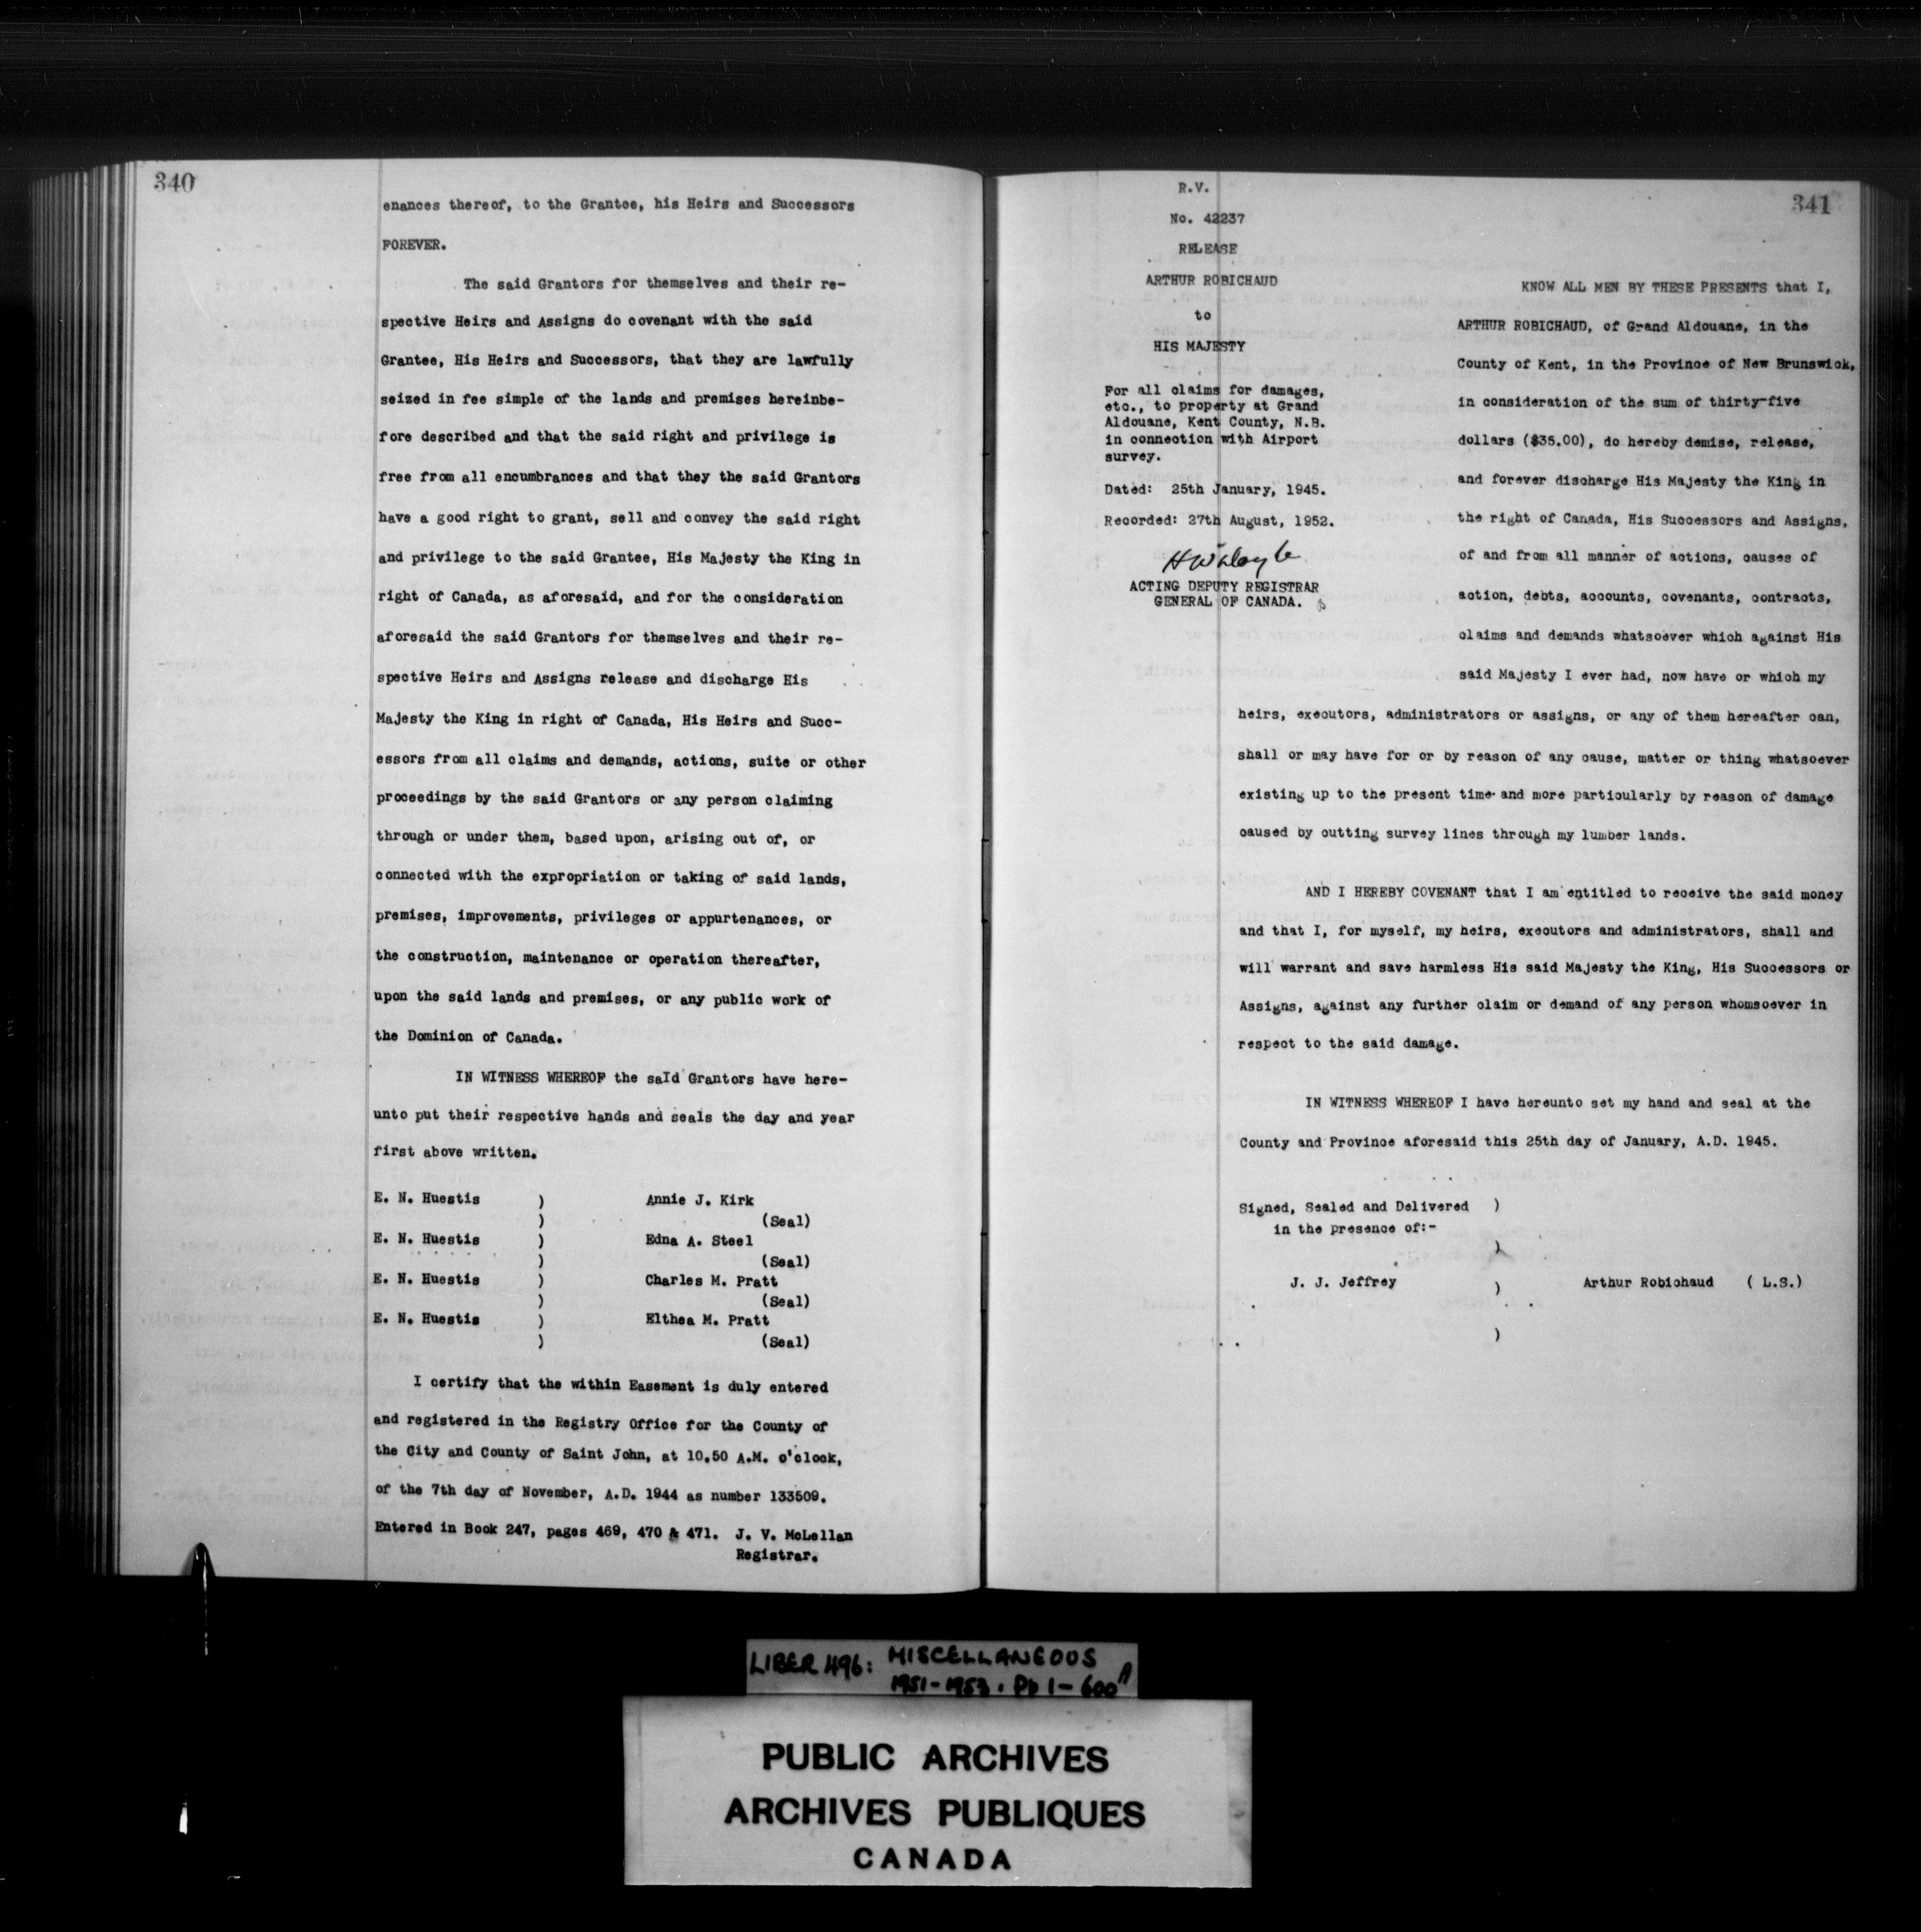 340
enances thereof, to the Grantee, his Heirs and Successors
FOREVER.
The said Grantors for themselves and their re-
spective Heirs and Assigns do covenant with the said
Grantee, His Heirs and Successors, that they are lawfully
seized in fee simple of the lands and premises hereinbe-
fore described and that the said right and privilege is
free from all encumbrances and that they the said Grantors
have a good right to grant, sell and convey the said right
and privilege to the said Grantee, His Majesty the King in
right of Canada, as aforesaid, and for the consideration
aforesaid the said Grantors for themselves and their re-
spective Heirs and Assigns release and discharge His
Majesty the King in right of Canada, His Heirs and Succ-
essors from all claims and demands, actions, suite or other
proceedings by the said Grantors or any person claiming
through or under them, based upon, arising out of, or
connected with the expropriation or taking of said lands,
premises, improvements, privileges or appurtenances, or
the construction, maintenance or operation thereafter,
upon the said lands and premises, or any public work of
the Dominion of Canada.
IN WITNESS WHEREOF the saId Grantors have here-
unto put their respective hands and seals the day and year
first above written.
E. N. Huestis ) Annie J. Kirk
) (Seal)
E. N. Huestis ) Edna A. Steel
) (Seal)
E. N. Huestis ) Charles M. Pratt
) (Seal)
E. N. Huestis ) Elthea M. Pratt
) (Seal)
I certify that the within Easement is duly entered
and registered in the Registry Office for the County of
the City and County of Saint John, at 10.50 A.M. o'clock,
of the 7th day of November, A.D. 1944 as number 133509.
Entered in Book 247, pages 469, 470 & 471. J. V. McLellan
Registrar.
341
R.V.
No. 42237
RELEASE
ARTHUR ROBICHAUD
to
HIS MAJESTY
For all claims for damages,
etc., to property at Grand
Aldouane, Kent County, N.B.
in connection with Airport
survey.
Dated: 25th January, 1945.
Recorded: 27th August, 1952.
ACTING DEPUTY REGISTRAR
GENERAL OF CANADA.
KNOW ALL MEN BY THESE PRESENTS that I,
ARTHUR ROBICHAUD, of Grand Aldouane, in the
County of Kent, in the Province of New Brunswick,
in consideration of the sum of thirty-five
dollars ($35.00), do hereby demise, release,
and forever discharge His Majesty the King in
the right of Canada, His Successors and Assigns,
of and from all manner of actions, causes of
action, debts, accounts, covenants, contracts,
claims and demands whatsoever which against His
said Majesty I ever had, now have or which my
heirs, executors, administrators or assigns, or any of them hereafter can,
shall or may have for or by reason of any cause, matter or thing whatsoever
existing up to the present time and more particularly by reason of damage
caused by cutting survey lines through my lumber lands.
AND I HEREBY COVENANT that I am entitled to receive the said money
and that I, for myself, my heirs, executors and administrators, shall and
will warrant and save harmless His said Majesty the King, His Successors or
Assigns, against any further claim or demand of any person whomsoever in
respect to the said damage.
IN WITNESS WHEREOF I have hereunto set my hand and seal at the
County and Province aforesaid this 25th day of January, A.D. 1945.
Signed, Sealed and Delivered )
in the presence of:-
)
J. J. Jeffrey ) Arthur Robichaud ( L.S.)
)
LIBER 496: MISCELLANEOUS
1951-1953. Pp 1-600A
PUBLIC ARCHIVES
ARCHIVES PUBLIQUES
CANADA